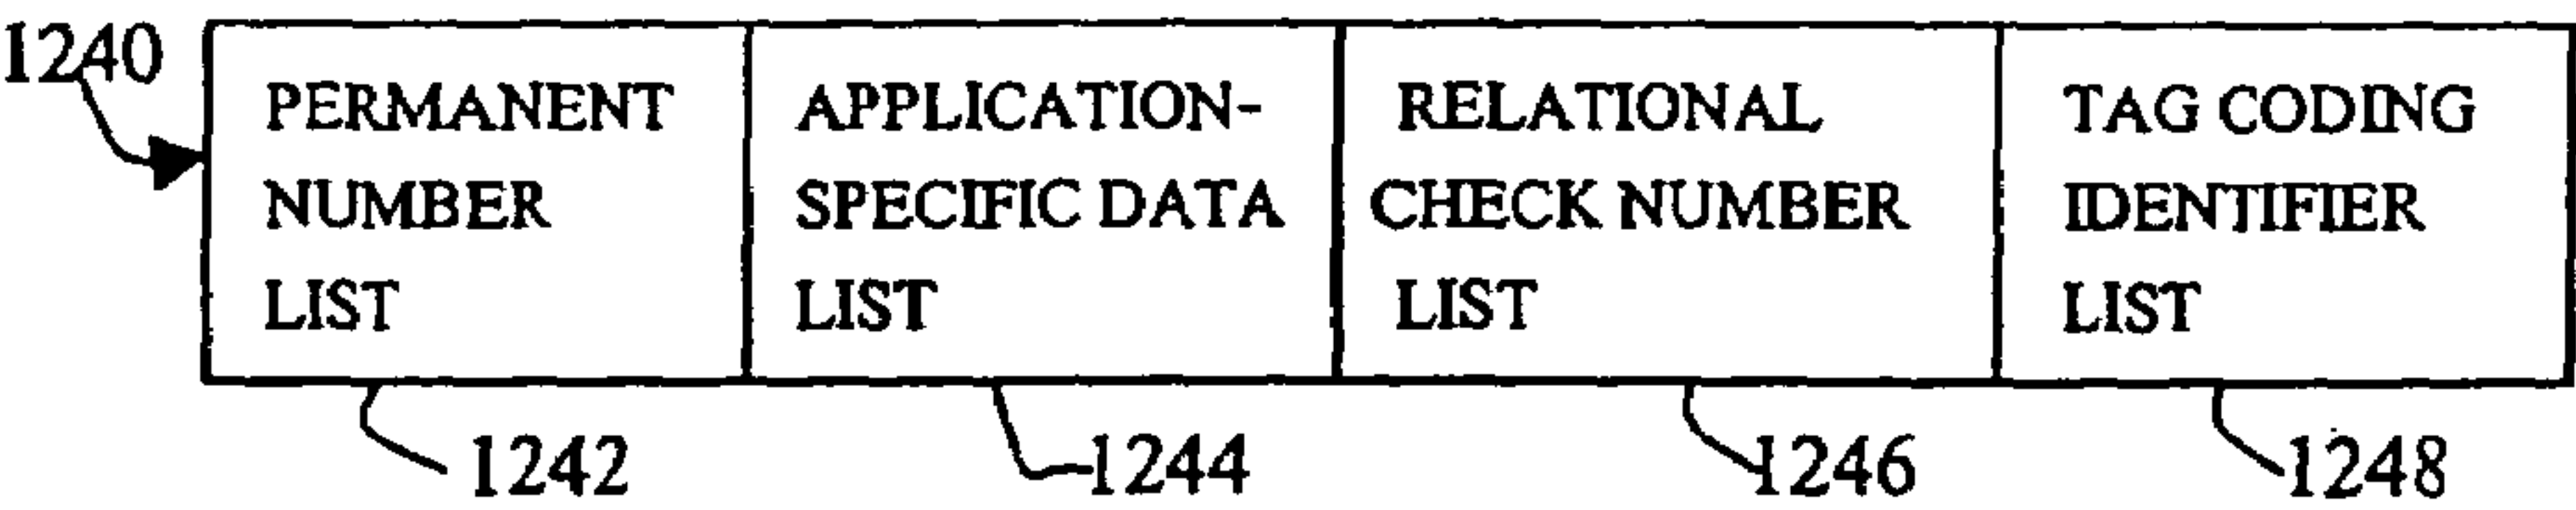 1240
PERMANENT
NUMBER
LIST
APPLICATION-
SPECIFIC DATA
LIST
RELATIONAL
CHECK NUMBER
LIST
TAG CODING
IDENTIFIER
LIST
1242
1244
1246
1248